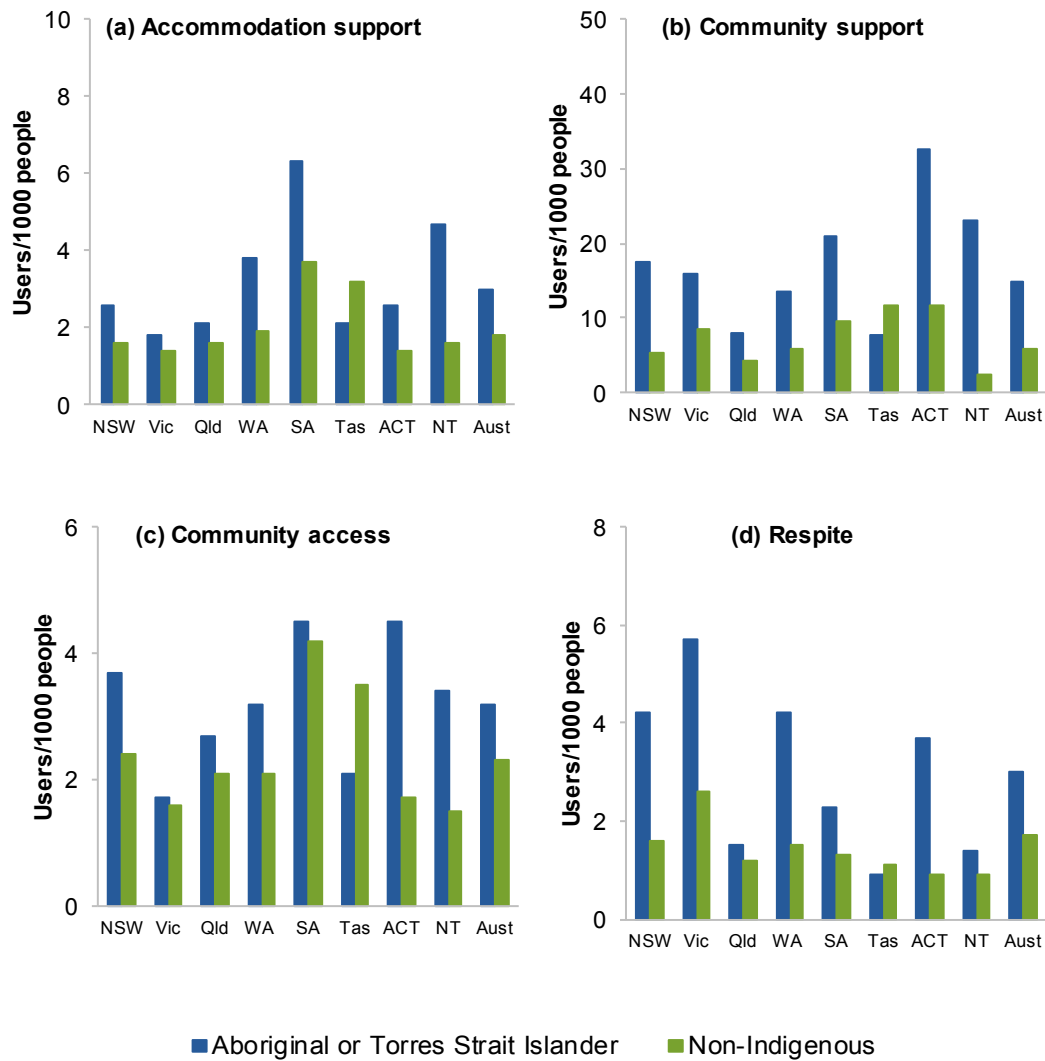 (a) Accommodation support
Users/1000 people
10
8
6
4
2
0
NSW Vic Qld WA SA Tas ACT NT Aust
(b) Community support
Users/1000 people
50
40
30
20
10
0
NSW Vic Qld WA SA Tas ACT NT Aust
(c) Community access
Users/1000 people
6
4
2
0
NSW Vic Qld WA SA Tas ACT NT Aust
(d) Respite
Users/1000 people
8
6
4
2
0
NSW Vic Qld WA SA Tas ACT NT Aust
Aboriginal or Torres Strait Islander Non-Indigenous